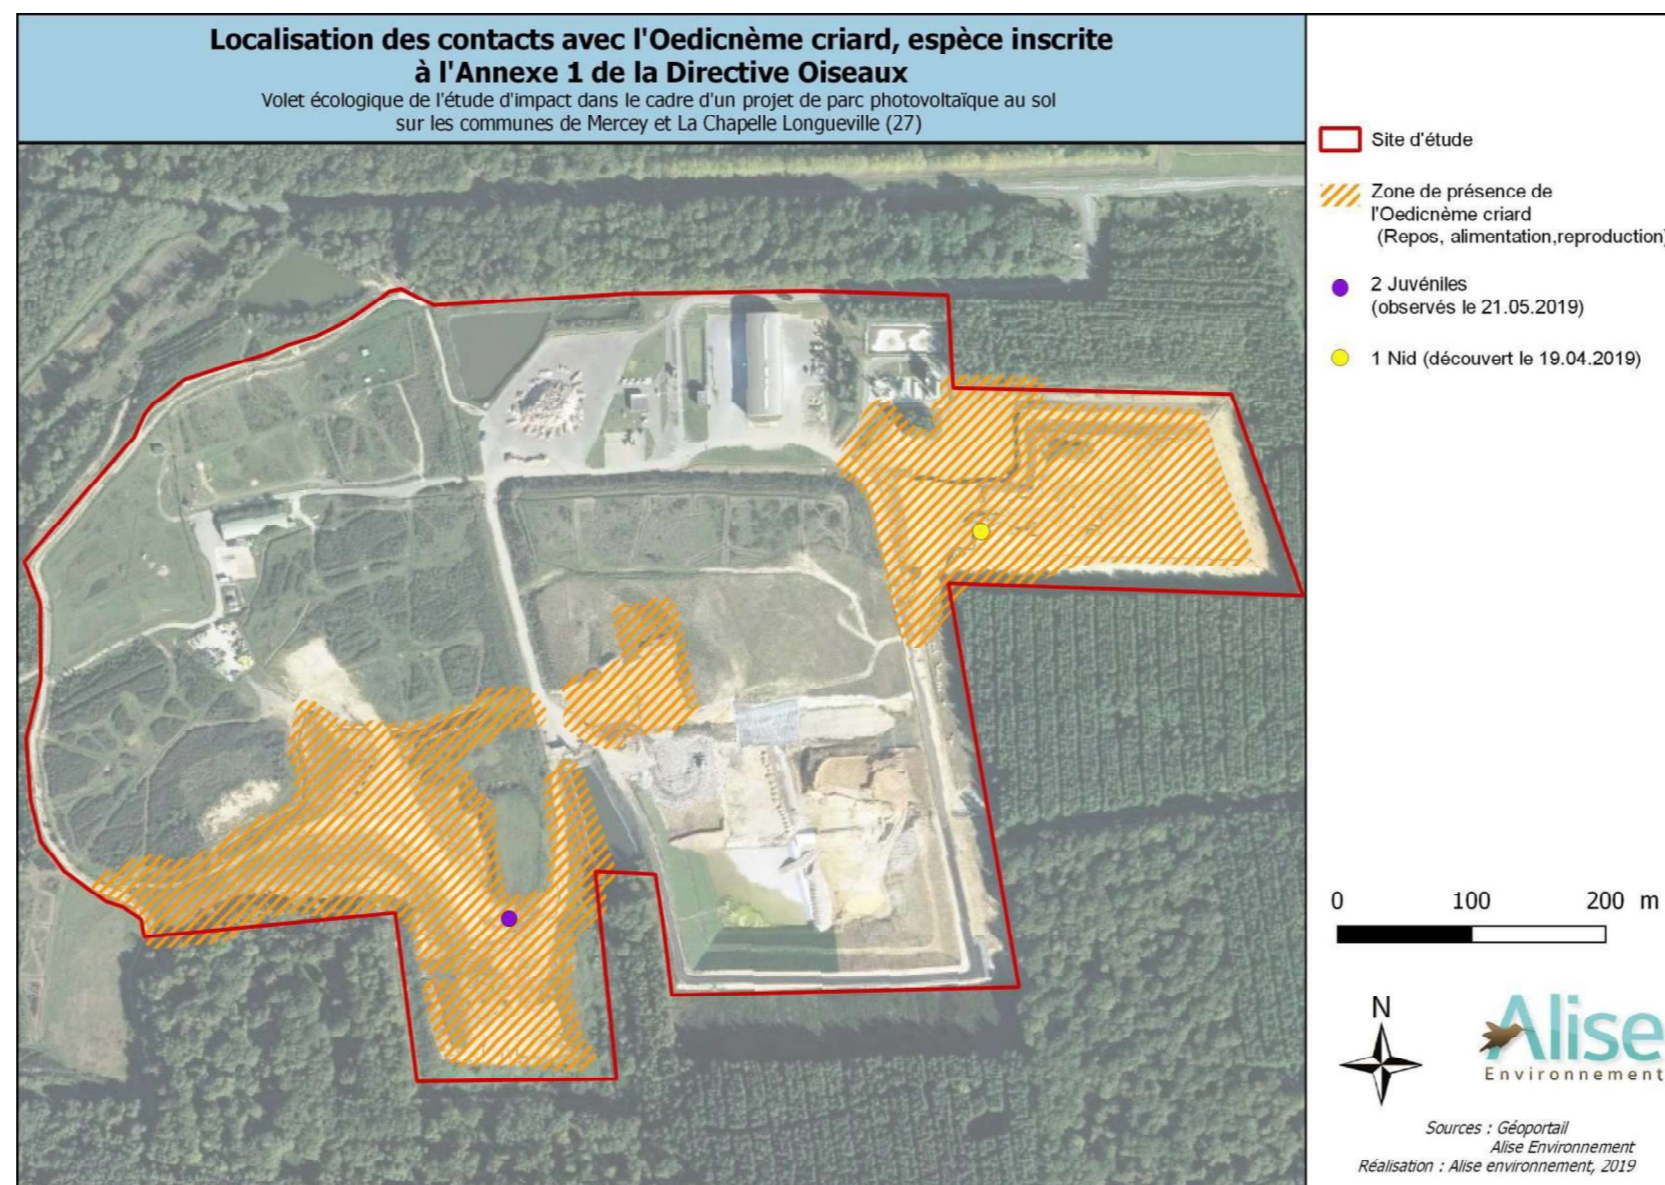 Localisation des contacts avec l'Oedicnème criard, espèce inscrite
à l'Annexe 1 de la Directive Oiseaux
Volet écologique de l'étude d'impact dans le cadre d'un projet de parc photovoltaïque au sol
sur les communes de Mercey et La Chapelle Longueville (27)
Site d'étude
Zone de présence de
l'Oedicnème criard
(Repos, alimentation,reproduction)
2 Juvéniles
(observés le 21.05.2019)
1 Nid (découvert le 19.04.2019)
0 100 200 m
N
Alise
Environnement
Sources : Géoportail
Alise Environnement
Réalisation : Alise environnement, 2019